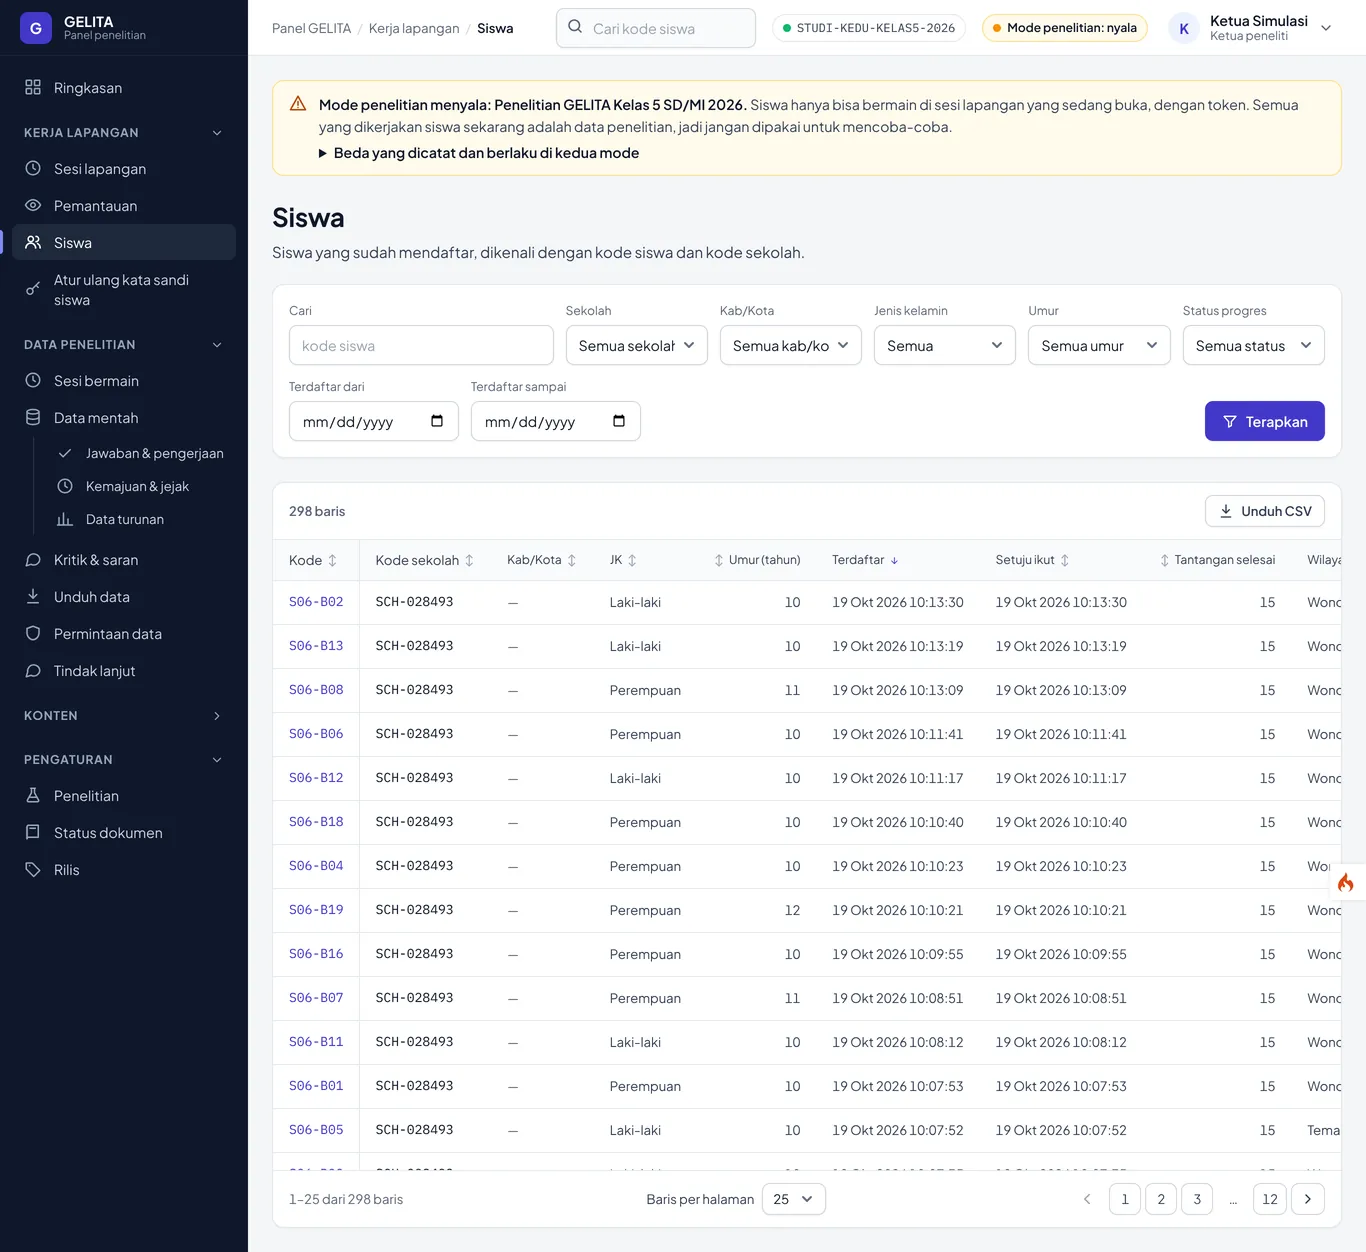 G
GELITA
Panel penelitian
Panel GELITA / Kerja lapangan / Siswa
Cari kode siswa
STUDI-KEDU-KELAS5-2026
Mode penelitian: nyala
K
Ketua Simulasi
Ketua peneliti
Ringkasan
KERJA LAPANGAN
Sesi lapangan
Pemantauan
Siswa
Atur ulang kata sandi
siswa
DATA PENELITIAN
Sesi bermain
Data mentah
Jawaban & pengerjaan
Kemajuan & jejak
Data turunan
Kritik & saran
Unduh data
Permintaan data
Tindak lanjut
KONTEN
PENGATURAN
Penelitian
Status dokumen
Rilis
Mode penelitian menyala: Penelitian GELITA Kelas 5 SD/MI 2026. Siswa hanya bisa bermain di sesi lapangan yang sedang buka, dengan token. Semua
yang dikerjakan siswa sekarang adalah data penelitian, jadi jangan dipakai untuk mencoba-coba.
Beda yang dicatat dan berlaku di kedua mode
Siswa
Siswa yang sudah mendaftar, dikenali dengan kode siswa dan kode sekolah.
Cari Sekolah Kab/Kota Jenis kelamin Umur Status progres
kode siswa Semua sekolah Semua kab/ko Semua Semua umur Semua status
Terdaftar dari Terdaftar sampai
mm/dd/yyyy mm/dd/yyyy Terapkan
298 baris Unduh CSV
Kode Kode sekolah Kab/Kota JK Umur (tahun) Terdaftar Setuju ikut Tantangan selesai Wilaya
S06-B02 SCH-028493 — Laki-laki 10 19 Okt 2026 10:13:30 19 Okt 2026 10:13:30 15 Wono
S06-B13 SCH-028493 — Laki-laki 10 19 Okt 2026 10:13:19 19 Okt 2026 10:13:19 15 Wono
S06-B08 SCH-028493 — Perempuan 11 19 Okt 2026 10:13:09 19 Okt 2026 10:13:09 15 Wono
S06-B06 SCH-028493 — Perempuan 10 19 Okt 2026 10:11:41 19 Okt 2026 10:11:41 15 Wono
S06-B12 SCH-028493 — Laki-laki 10 19 Okt 2026 10:11:17 19 Okt 2026 10:11:17 15 Wono
S06-B18 SCH-028493 — Perempuan 10 19 Okt 2026 10:10:40 19 Okt 2026 10:10:40 15 Wono
S06-B04 SCH-028493 — Perempuan 10 19 Okt 2026 10:10:23 19 Okt 2026 10:10:23 15 Wo
S06-B19 SCH-028493 — Perempuan 12 19 Okt 2026 10:10:21 19 Okt 2026 10:10:21 15 Wono
S06-B16 SCH-028493 — Perempuan 10 19 Okt 2026 10:09:55 19 Okt 2026 10:09:55 15 Wono
S06-B07 SCH-028493 — Perempuan 11 19 Okt 2026 10:08:51 19 Okt 2026 10:08:51 15 Wono
S06-B11 SCH-028493 — Laki-laki 10 19 Okt 2026 10:08:12 19 Okt 2026 10:08:12 15 Wono
S06-B01 SCH-028493 — Perempuan 10 19 Okt 2026 10:07:53 19 Okt 2026 10:07:53 15 Wono
S06-B05 SCH-028493 — Laki-laki 10 19 Okt 2026 10:07:52 19 Okt 2026 10:07:52 15 Tema
1–25 dari 298 baris Baris per halaman 25 1 2 3 … 12